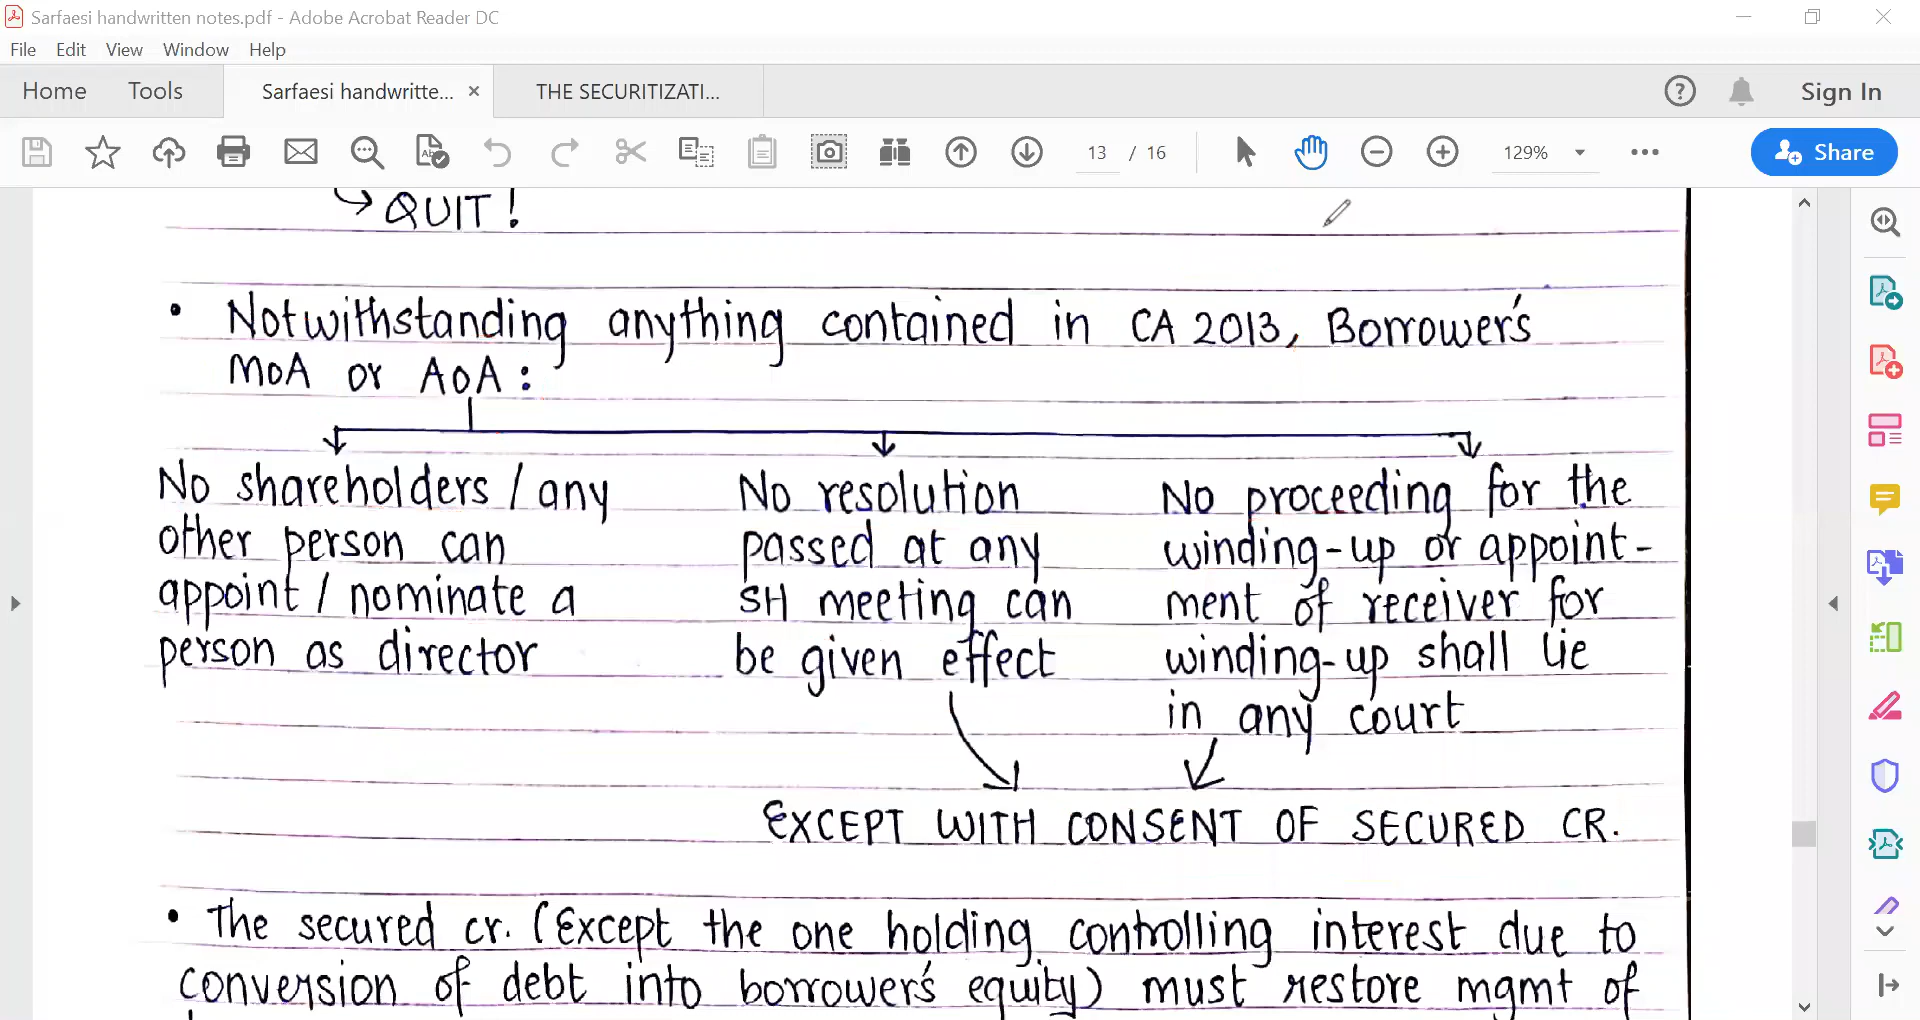 Sarfaesi handwritten notes.pdf - Adobe Acrobat Reader DC
File Edit View Window Help
Home Tools Sarfaesi handwritte... × THE SECURITIZATI... Sign In
13 / 16 129% Share
QUIT !
• Notwithstanding anything contained in CA 2013, Borrower's
MOA or AOA :
No shareholders / any
other person can
appoint / nominate a
person as director
No resolution
passed at any
SH meeting can
be given effect
No proceeding for the
winding-up or appoint-
ment of receiver for
winding-up shall lie
in any court
EXCEPT WITH CONSENT OF SECURED CR.
• The secured cr. (Except the one holding controlling interest due to
conversion of debt into borrower's equity) must restore mgmt of